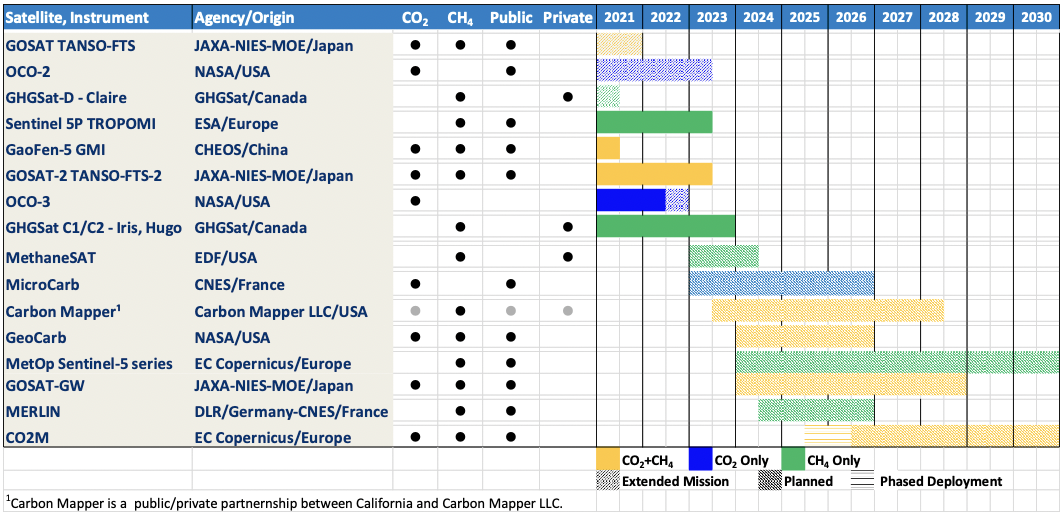 Satellite, Instrument Agency/Origin CO₂ CH₄ Public Private 2021 2022 2023 2024 2025 2026 2027 2028 2029 2030
GOSAT TANSO-FTS JAXA-NIES-MOE/Japan ● ● ●
OCO-2 NASA/USA ● ●
GHGSat-D - Claire GHGSat/Canada ● ●
Sentinel 5P TROPOMI ESA/Europe ● ●
GaoFen-5 GMI CHEOS/China ● ● ●
GOSAT-2 TANSO-FTS-2 JAXA-NIES-MOE/Japan ● ● ●
OCO-3 NASA/USA ● ●
GHGSat C1/C2 - Iris, Hugo GHGSat/Canada ● ●
MethaneSAT EDF/USA ● ●
MicroCarb CNES/France ● ●
Carbon Mapper¹ Carbon Mapper LLC/USA ● ● ● ●
GeoCarb NASA/USA ● ● ●
MetOp Sentinel-5 series EC Copernicus/Europe ● ●
GOSAT-GW JAXA-NIES-MOE/Japan ● ● ●
MERLIN DLR/Germany-CNES/France ● ●
CO2M EC Copernicus/Europe ● ● ●
CO₂+CH₄ CO₂ Only CH₄ Only
Extended Mission Planned Phased Deployment
¹Carbon Mapper is a public/private partnership between California and Carbon Mapper LLC.